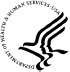 DEPARTMENT OF HEALTH & HUMAN SERVICES • USA